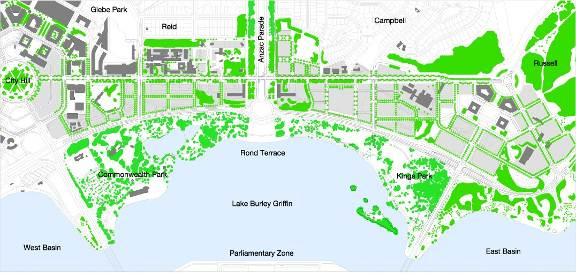 Glebe Park
Reid
Anzac Parade
Campbell
Russell
City Hill
Rond Terrace
Commonwealth Park
Kings Park
Lake Burley Griffin
West Basin
Parliamentary Zone
East Basin